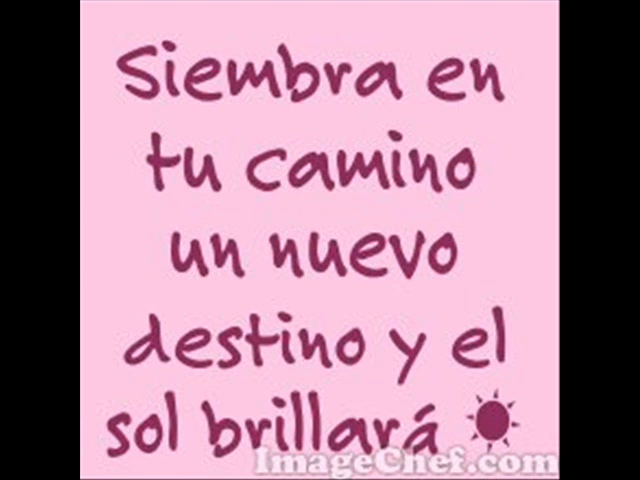 Siembra en
tu camino
un nuevo
destino y el
sol brillará
ImageChef.com